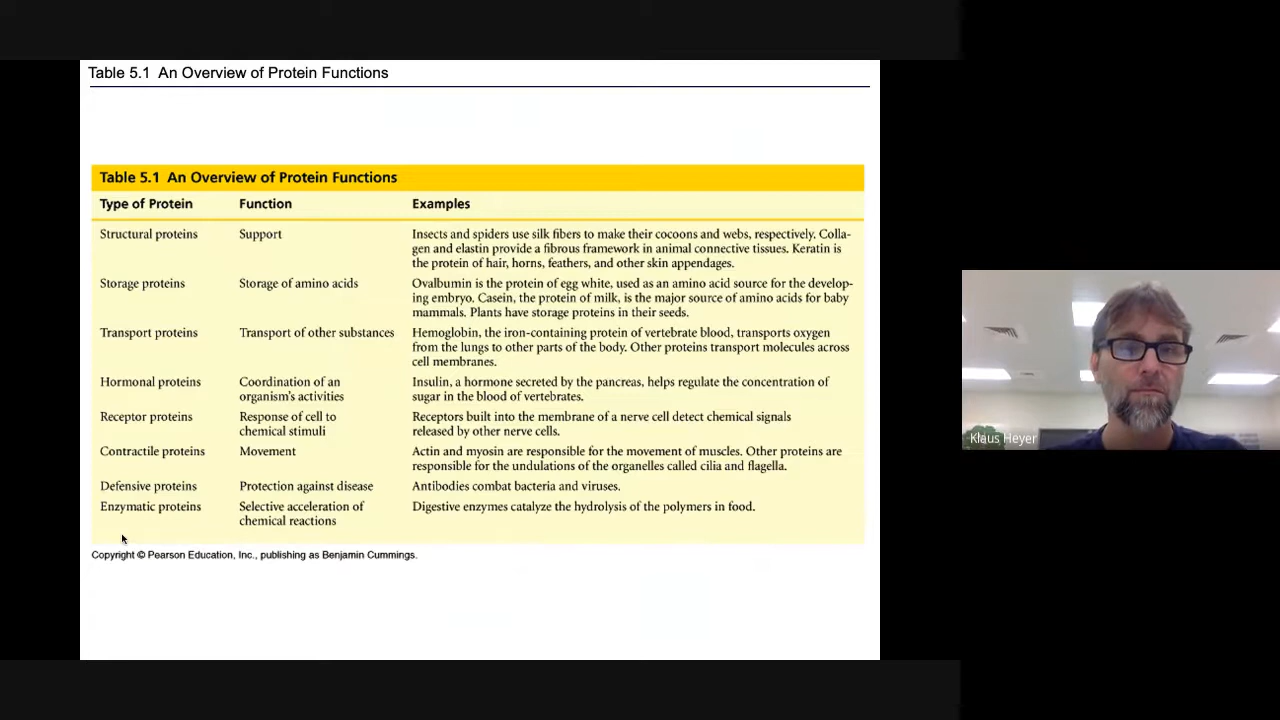 Table 5.1 An Overview of Protein Functions
Table 5.1 An Overview of Protein Functions
Type of Protein Function Examples
Structural proteins Support Insects and spiders use silk fibers to make their cocoons and webs, respectively. Colla-
gen and elastin provide a fibrous framework in animal connective tissues. Keratin is
the protein of hair, horns, feathers, and other skin appendages.
Storage proteins Storage of amino acids Ovalbumin is the protein of egg white, used as an amino acid source for the develop-
ing embryo. Casein, the protein of milk, is the major source of amino acids for baby
mammals. Plants have storage proteins in their seeds.
Transport proteins Transport of other substances Hemoglobin, the iron-containing protein of vertebrate blood, transports oxygen
from the lungs to other parts of the body. Other proteins transport molecules across
cell membranes.
Hormonal proteins Coordination of an Insulin, a hormone secreted by the pancreas, helps regulate the concentration of
organism's activities sugar in the blood of vertebrates.
Receptor proteins Response of cell to Receptors built into the membrane of a nerve cell detect chemical signals
chemical stimuli released by other nerve cells.
Contractile proteins Movement Actin and myosin are responsible for the movement of muscles. Other proteins are
responsible for the undulations of the organelles called cilia and flagella.
Defensive proteins Protection against disease Antibodies combat bacteria and viruses.
Enzymatic proteins Selective acceleration of Digestive enzymes catalyze the hydrolysis of the polymers in food.
chemical reactions
Copyright © Pearson Education, Inc., publishing as Benjamin Cummings.
Klaus Heyer